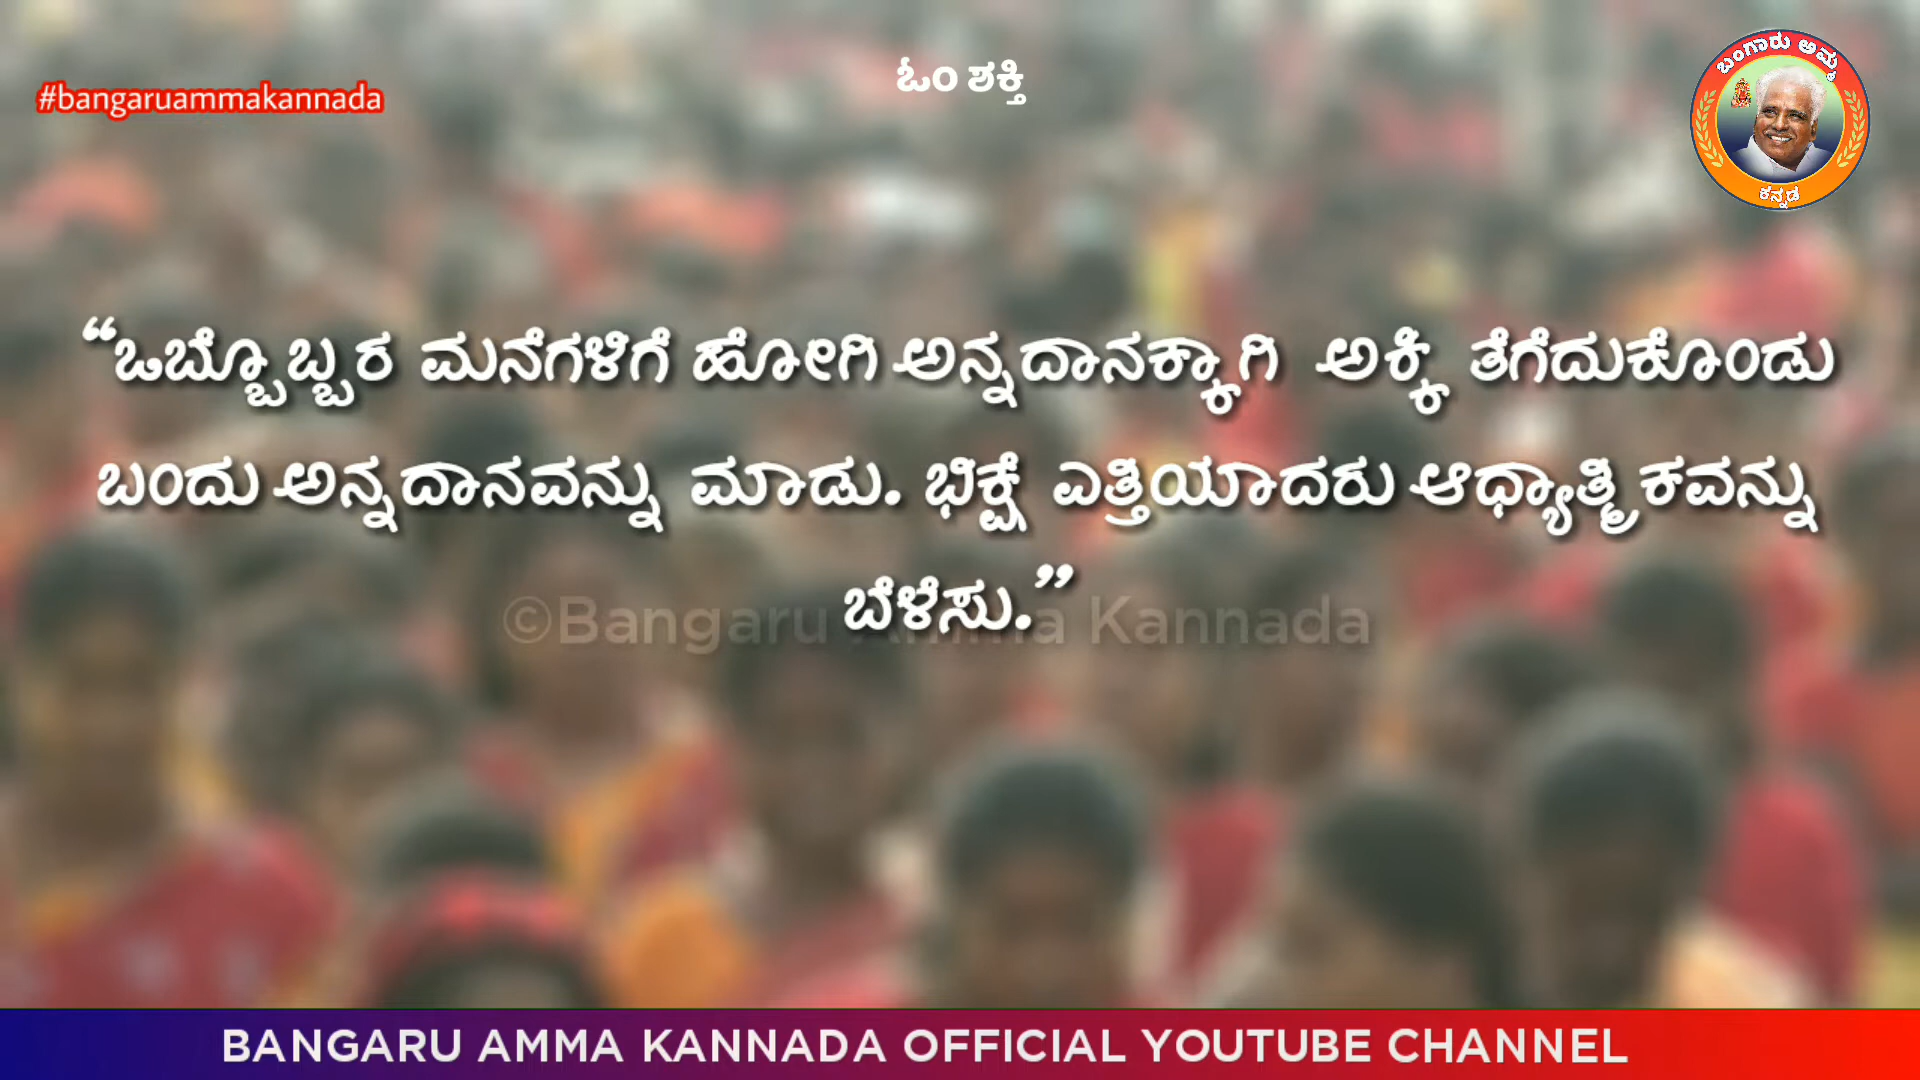 #bangaruammakannada
ಓಂ ಶಕ್ತಿ
ಬಂಗಾರು ಅಮ್ಮ
ಕನ್ನಡ
“ಒಬ್ಬೊಬ್ಬರ ಮನೆಗಳಿಗೆ ಹೋಗಿ ಅನ್ನದಾನಕ್ಕಾಗಿ ಅಕ್ಕಿ ತೆಗೆದುಕೊಂಡು
ಬಂದು ಅನ್ನದಾನವನ್ನು ಮಾಡು. ಭಿಕ್ಷೆ ಎತ್ತಿಯಾದರು ಆಧ್ಯಾತ್ಮಿಕವನ್ನು
ಬೆಳೆಸು.”
©Bangaru Amma Kannada
BANGARU AMMA KANNADA OFFICIAL YOUTUBE CHANNEL